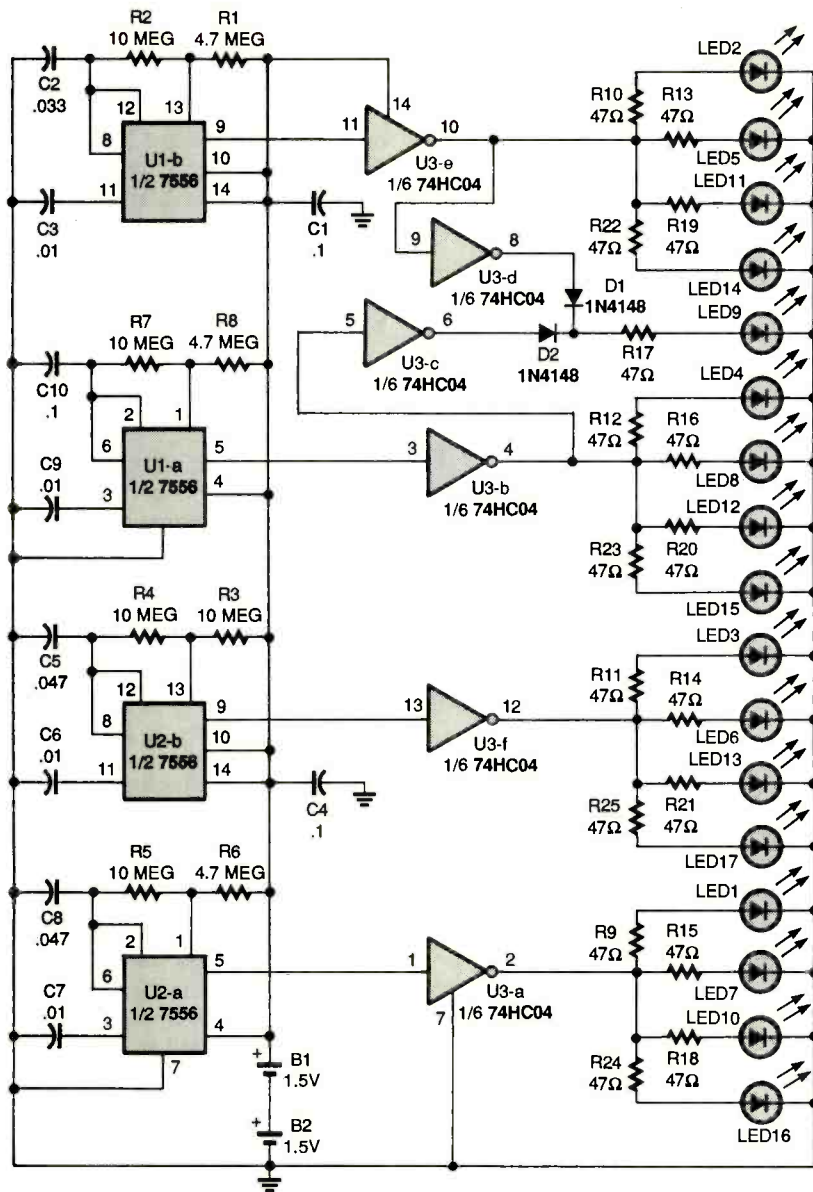 R2
10 MEG
R1
4.7 MEG
C2
.033
12
13
14
8
9
11
10
U1-b
1/2 7556
10
11
14
C3
.01
C1
.1
U3-e
1/6 74HC04
R10
47Ω
R13
47Ω
LED2
LED5
LED11
R22
47Ω
R19
47Ω
LED14
9
8
U3-d
1/6 74HC04
D1
1N4148
LED9
R7
10 MEG
R8
4.7 MEG
5
6
U3-c
1/6 74HC04
D2
1N4148
R17
47Ω
C10
.1
2
1
6
5
U1-a
1/2 7556
3
4
C9
.01
3
4
U3-b
1/6 74HC04
LED4
R12
47Ω
R16
47Ω
LED8
LED12
R23
47Ω
R20
47Ω
LED15
R4
10 MEG
R3
10 MEG
C5
.047
12
13
8
9
U2-b
1/2 7556
10
11
14
C6
.01
C4
.1
13
12
U3-f
1/6 74HC04
LED3
R11
47Ω
R14
47Ω
LED6
LED13
R25
47Ω
R21
47Ω
LED17
R5
10 MEG
R6
4.7 MEG
C8
.047
2
1
6
5
U2-a
1/2 7556
3
4
7
C7
.01
1
2
7
U3-a
1/6 74HC04
LED1
R9
47Ω
R15
47Ω
LED7
LED10
R24
47Ω
R18
47Ω
LED16
+
B1
1.5V
+
B2
1.5V